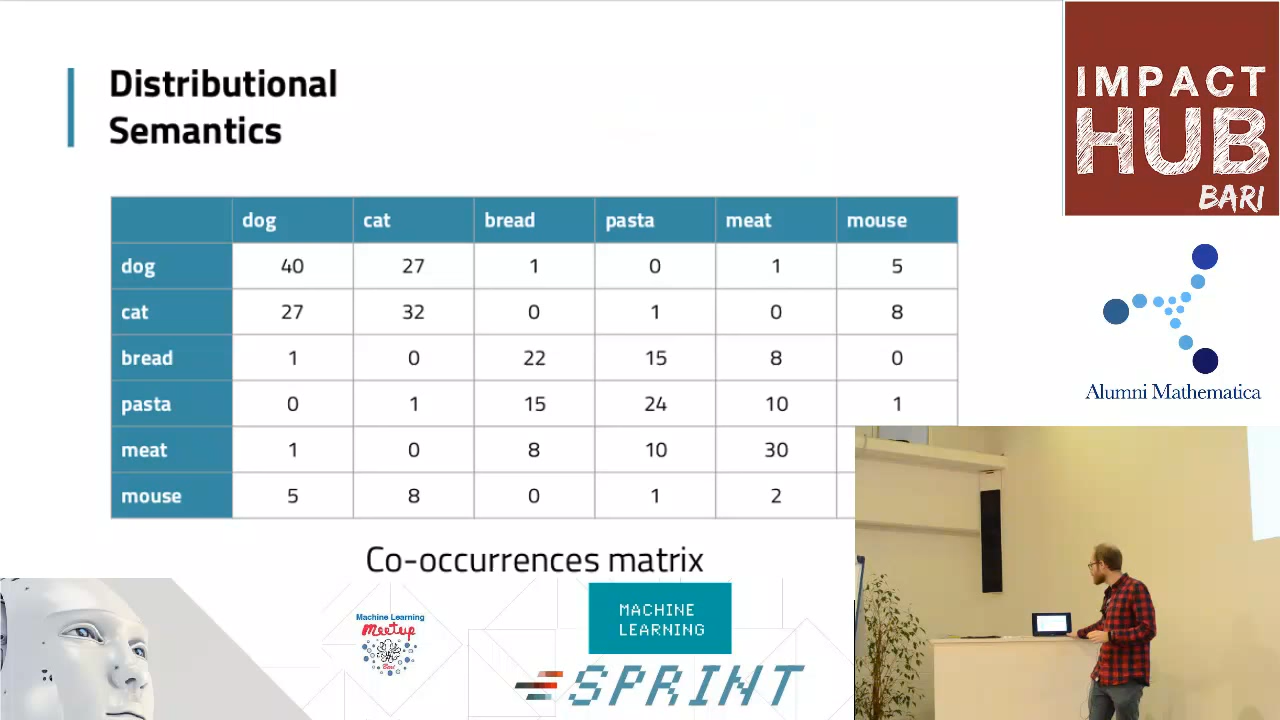 Distributional
Semantics
dog cat bread pasta meat mouse
dog 40 27 1 0 1 5
cat 27 32 0 1 0 8
bread 1 0 22 15 8 0
pasta 0 1 15 24 10 1
meat 1 0 8 10 30
mouse 5 8 0 1 2
Co-occurrences matrix
IMPACT
HUB
BARI
Alumni Mathematica
Machine Learning
Meetup
Bari
MACHINE
LEARNING
SPRINT